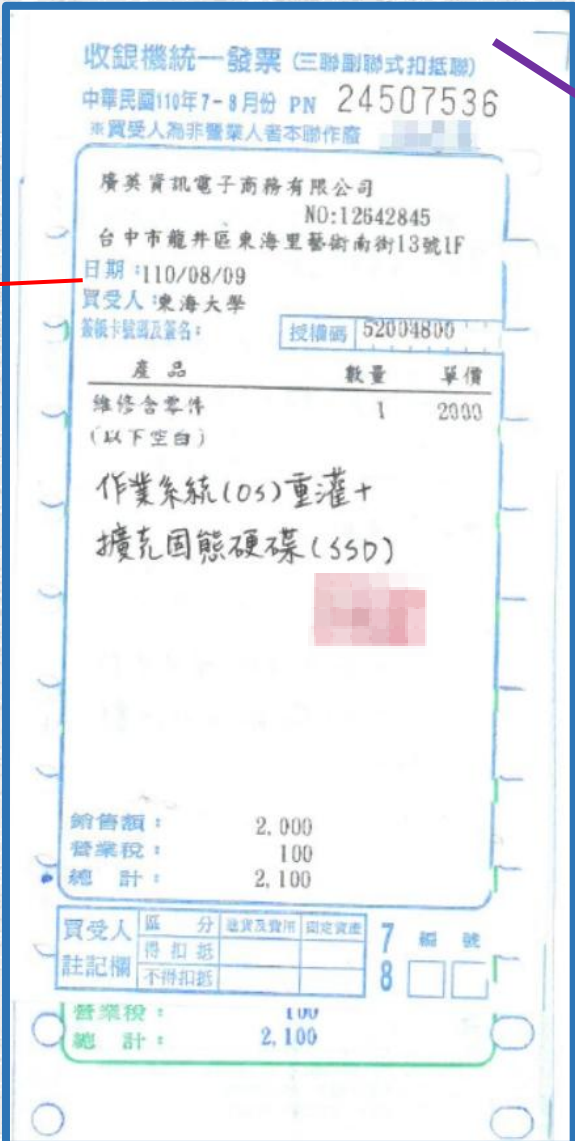 收銀機統一發票 (三聯副聯式扣抵聯)
中華民國110年7-8月份 PN 24507536
※買受人為非營業人者本聯作廢
廣英資訊電子商務有限公司
NO:12642845
台中市龍井區東海里藝術南街13號1F
日期:110/08/09
買受人:東海大學
簽帳卡號碼及簽名: 授權碼 52004800
產品 數量 單價
維修含零件 1 2000
(以下空白)
作業系統(OS)重灌+
擴充固態硬碟(SSD)
銷售額: 2,000
營業稅: 100
總計: 2,100
買受人註記欄 區分 進貨及費用 固定資產 7 8 編號
得扣抵
不得扣抵
營業稅: 100
總計: 2,100